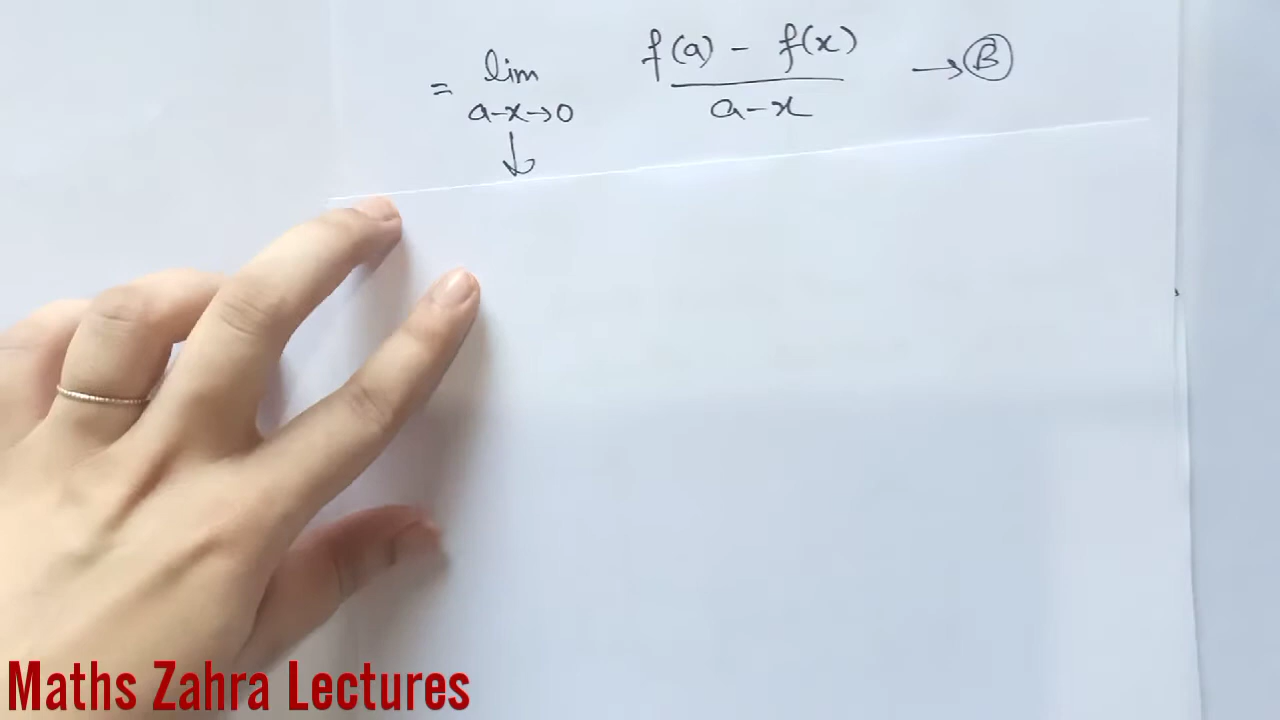 = lim f(a) - f(x) → Ⓑ
a-x→0 a-x
↓
Maths Zahra Lectures